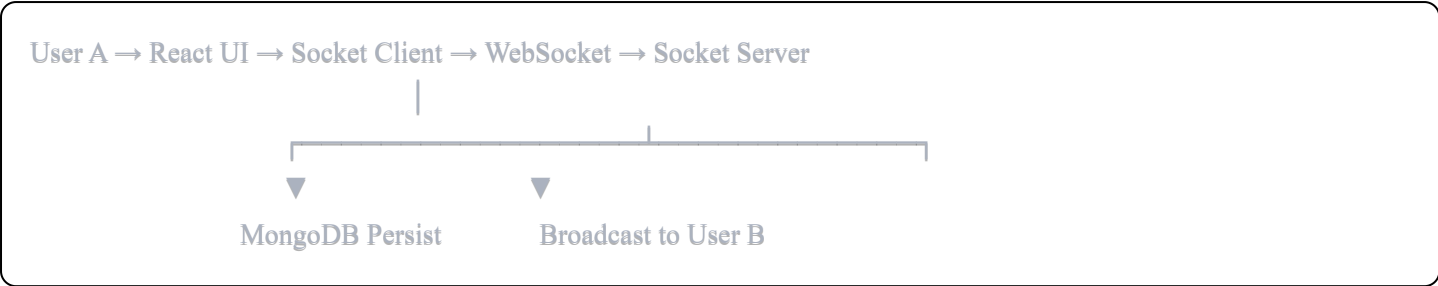 User A → React UI → Socket Client → WebSocket → Socket Server
MongoDB Persist Broadcast to User B